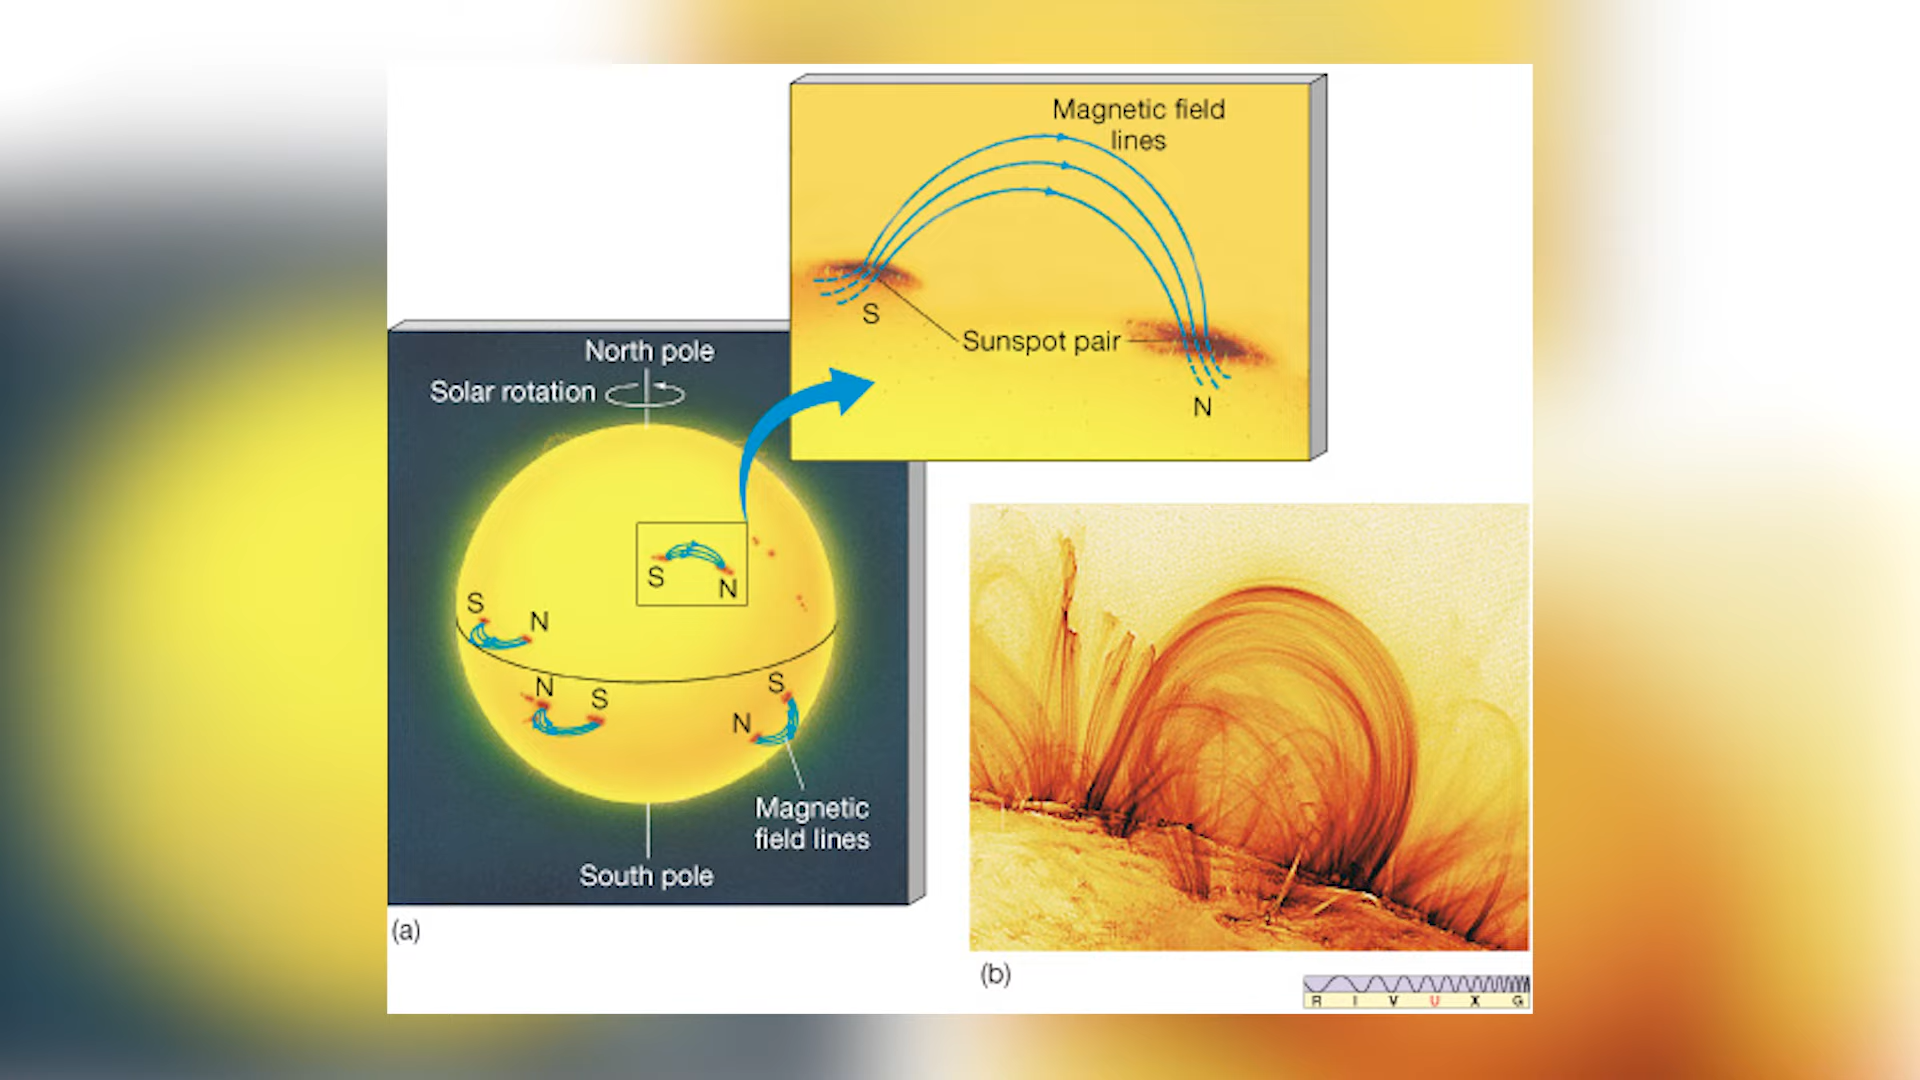 Magnetic field
lines
S
Sunspot pair
N
North pole
Solar rotation
S
N
S
N
N
S
S
N
Magnetic
field lines
South pole
(a)
(b)
R I V U X G